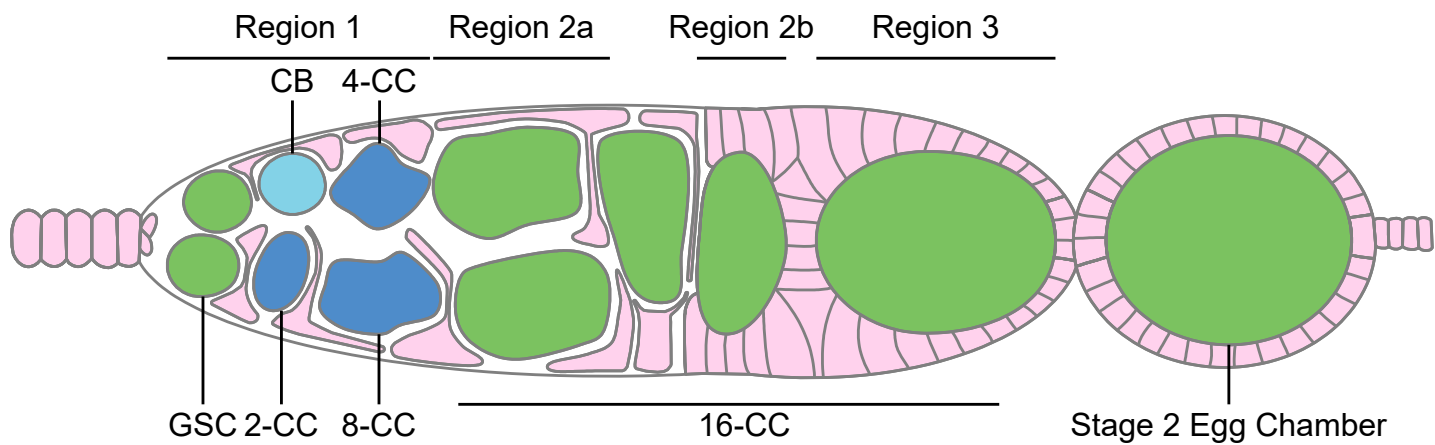 Region 1
Region 2a
Region 2b
Region 3
CB
4-CC
GSC
2-CC
8-CC
16-CC
Stage 2 Egg Chamber